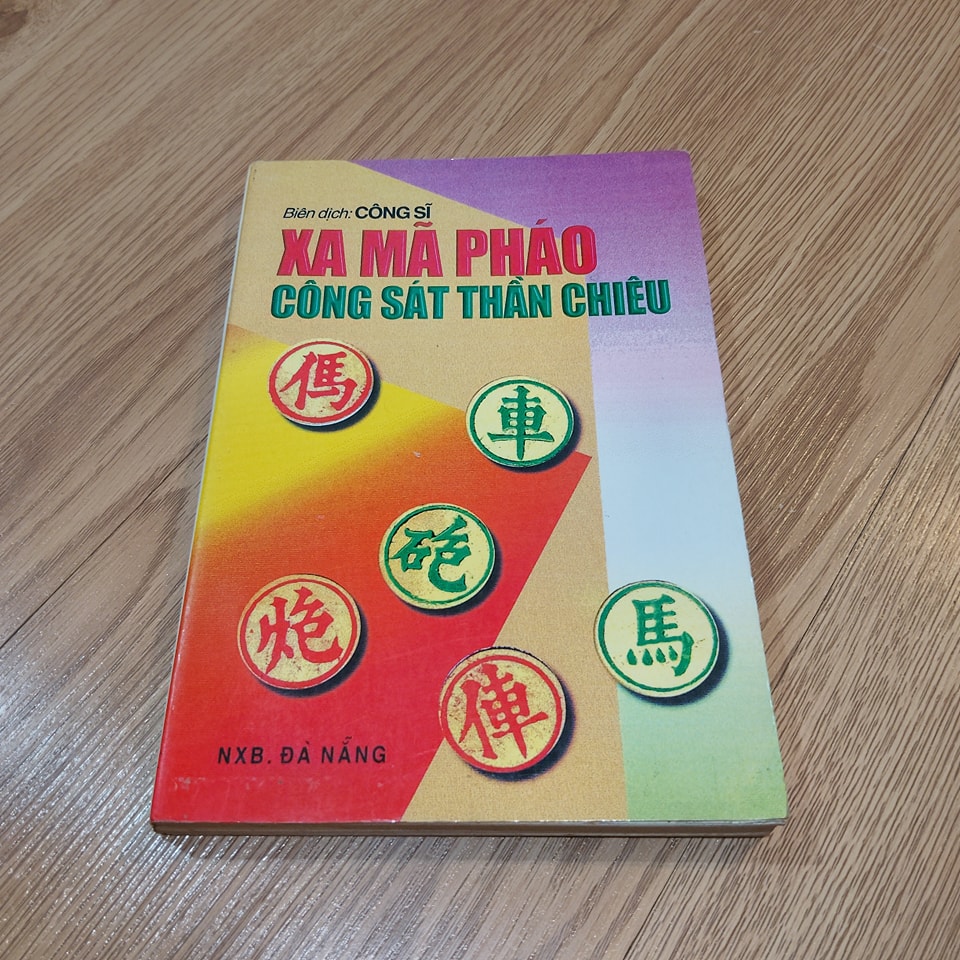 Biên dịch: CÔNG SĨ
XA MÃ PHÁO
CÔNG SÁT THẦN CHIÊU
傌
車
砲
炮
馬
俥
NXB. ĐÀ NẴNG